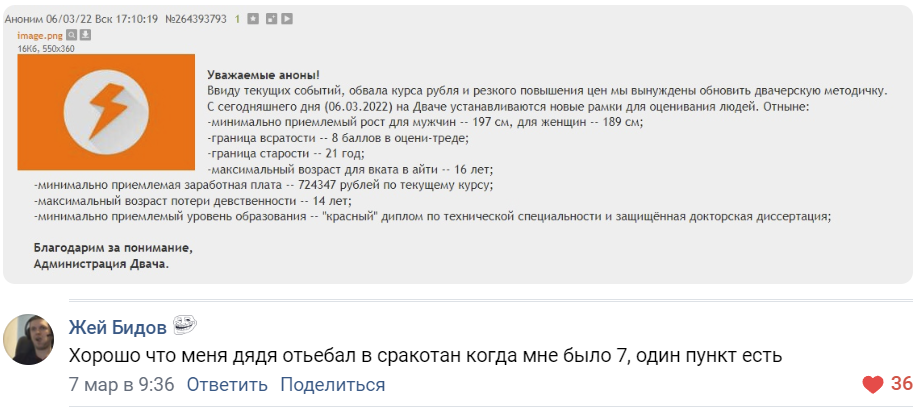 Аноним 06/03/22 Вск 17:10:19 №264393793 1
image.png
16Кб, 550x360
Уважаемые аноны!
Ввиду текущих событий, обвала курса рубля и резкого повышения цен мы вынуждены обновить двачерскую методичку.
С сегодняшнего дня (06.03.2022) на Дваче устанавливаются новые рамки для оценивания людей. Отныне:
-минимально приемлемый рост для мужчин -- 197 см, для женщин -- 189 см;
-граница всратости -- 8 баллов в оцени-треде;
-граница старости -- 21 год;
-максимальный возраст для вката в айти -- 16 лет;
-минимально приемлемая заработная плата -- 724347 рублей по текущему курсу;
-максимальный возраст потери девственности -- 14 лет;
-минимально приемлемый уровень образования -- "красный" диплом по технической специальности и защищённая докторская диссертация;
Благодарим за понимание,
Администрация Двача.
Жей Бидов
Хорошо что меня дядя отьебал в сракотан когда мне было 7, один пункт есть
7 мар в 9:36 Ответить Поделиться 36